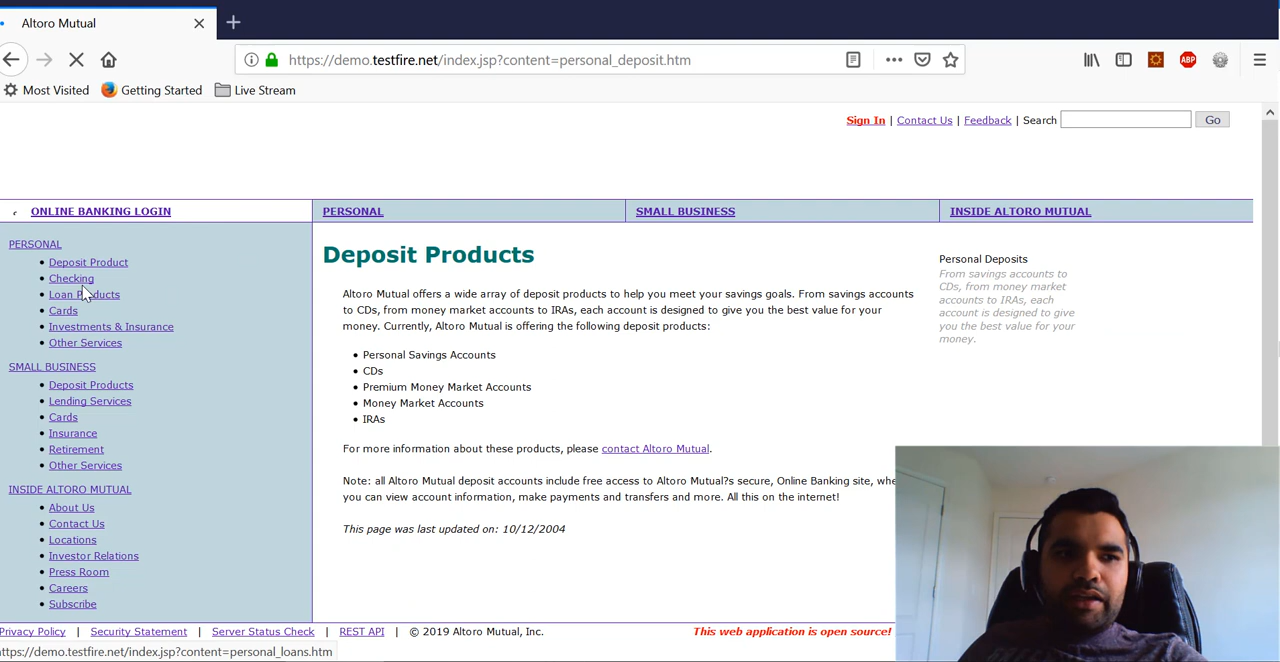 Altoro Mutual
https://demo.testfire.net/index.jsp?content=personal_deposit.htm
ABP
Most Visited
Getting Started
Live Stream
Sign In | Contact Us | Feedback | Search
Go
ONLINE BANKING LOGIN
PERSONAL
SMALL BUSINESS
INSIDE ALTORO MUTUAL
PERSONAL
Deposit Product
Checking
Loan Products
Cards
Investments & Insurance
Other Services
SMALL BUSINESS
Deposit Products
Lending Services
Cards
Insurance
Retirement
Other Services
INSIDE ALTORO MUTUAL
About Us
Contact Us
Locations
Investor Relations
Press Room
Careers
Subscribe
Deposit Products
Altoro Mutual offers a wide array of deposit products to help you meet your savings goals. From savings accounts
to CDs, from money market accounts to IRAs, each account is designed to give you the best value for your
money. Currently, Altoro Mutual is offering the following deposit products:
Personal Savings Accounts
CDs
Premium Money Market Accounts
Money Market Accounts
IRAs
For more information about these products, please contact Altoro Mutual.
Note: all Altoro Mutual deposit accounts include free access to Altoro Mutual?s secure, Online Banking site, whe
you can view account information, make payments and transfers and more. All this on the internet!
This page was last updated on: 10/12/2004
Personal Deposits
From savings accounts
to CDs, from money market
accounts to IRAs, each
account is designed to give
you the best value for your
money.
Privacy Policy | Security Statement | Server Status Check | REST API | © 2019 Altoro Mutual, Inc.
This web application is open source!
ttps://demo.testfire.net/index.jsp?content=personal_loans.htm